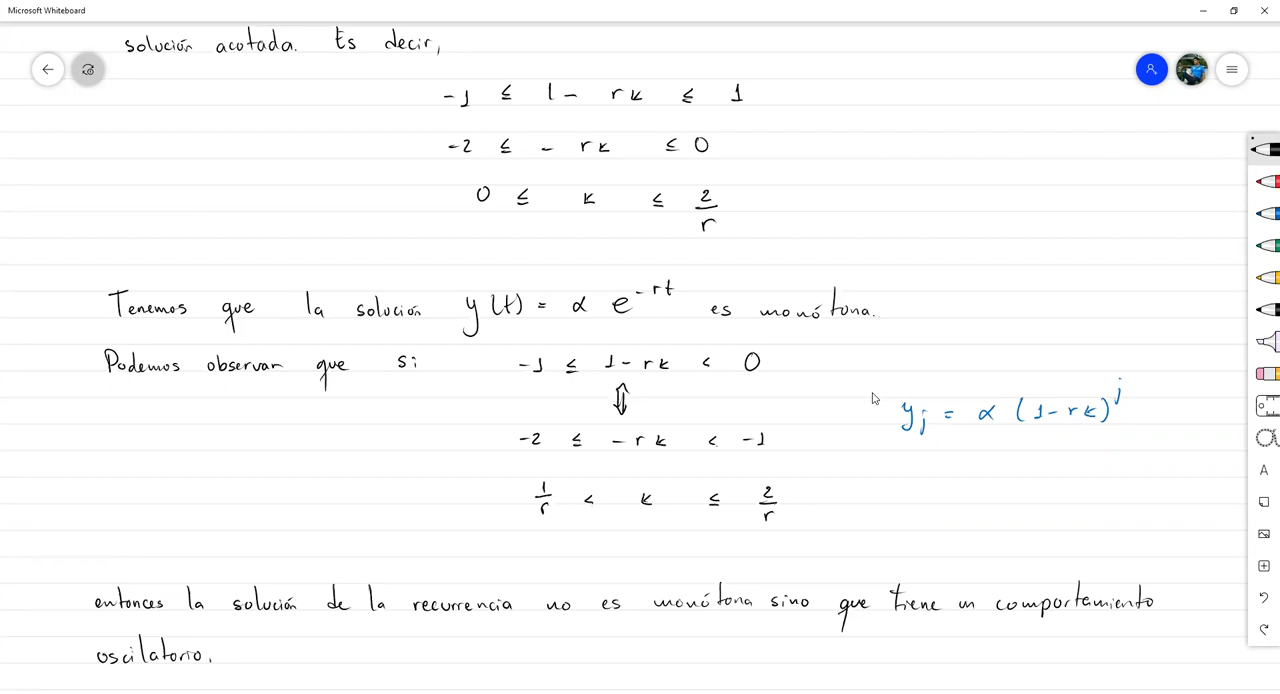 Microsoft Whiteboard
solución acotada. Es decir,
-1 ≤ 1 - rk ≤ 1
-2 ≤ - rk ≤ 0
0 ≤ k ≤ 2/r
Tenemos que la solución y(t) = α e^{-rt} es monótona.
Podemos observar que si -1 ≤ 1 - rk < 0
⇕
y_j = α (1-rk)^j
-2 ≤ - rk < -1
1/r < k ≤ 2/r
entonces la solución de la recurrencia no es monótona sino que tiene un comportamiento
oscilatorio.
A